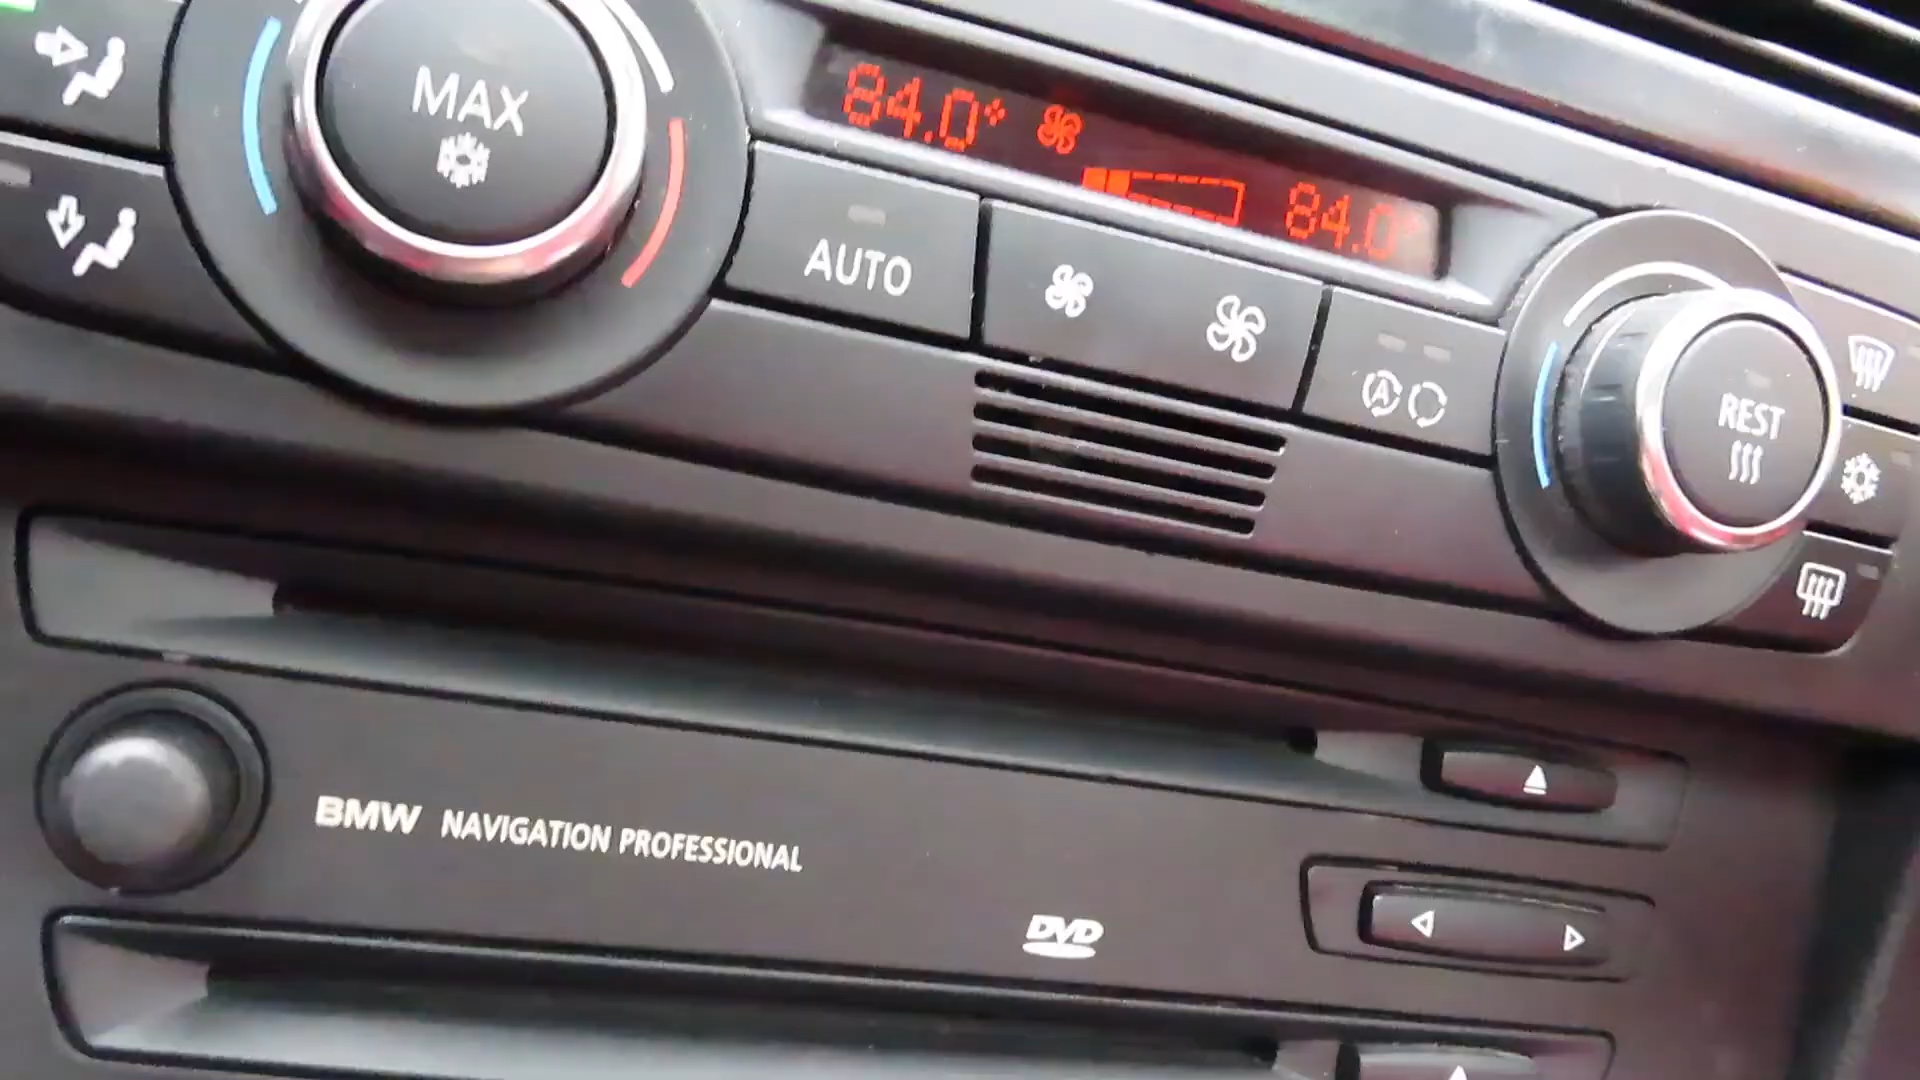 MAX
84.0°
84.0°
AUTO
A
REST
BMW NAVIGATION PROFESSIONAL
DVD